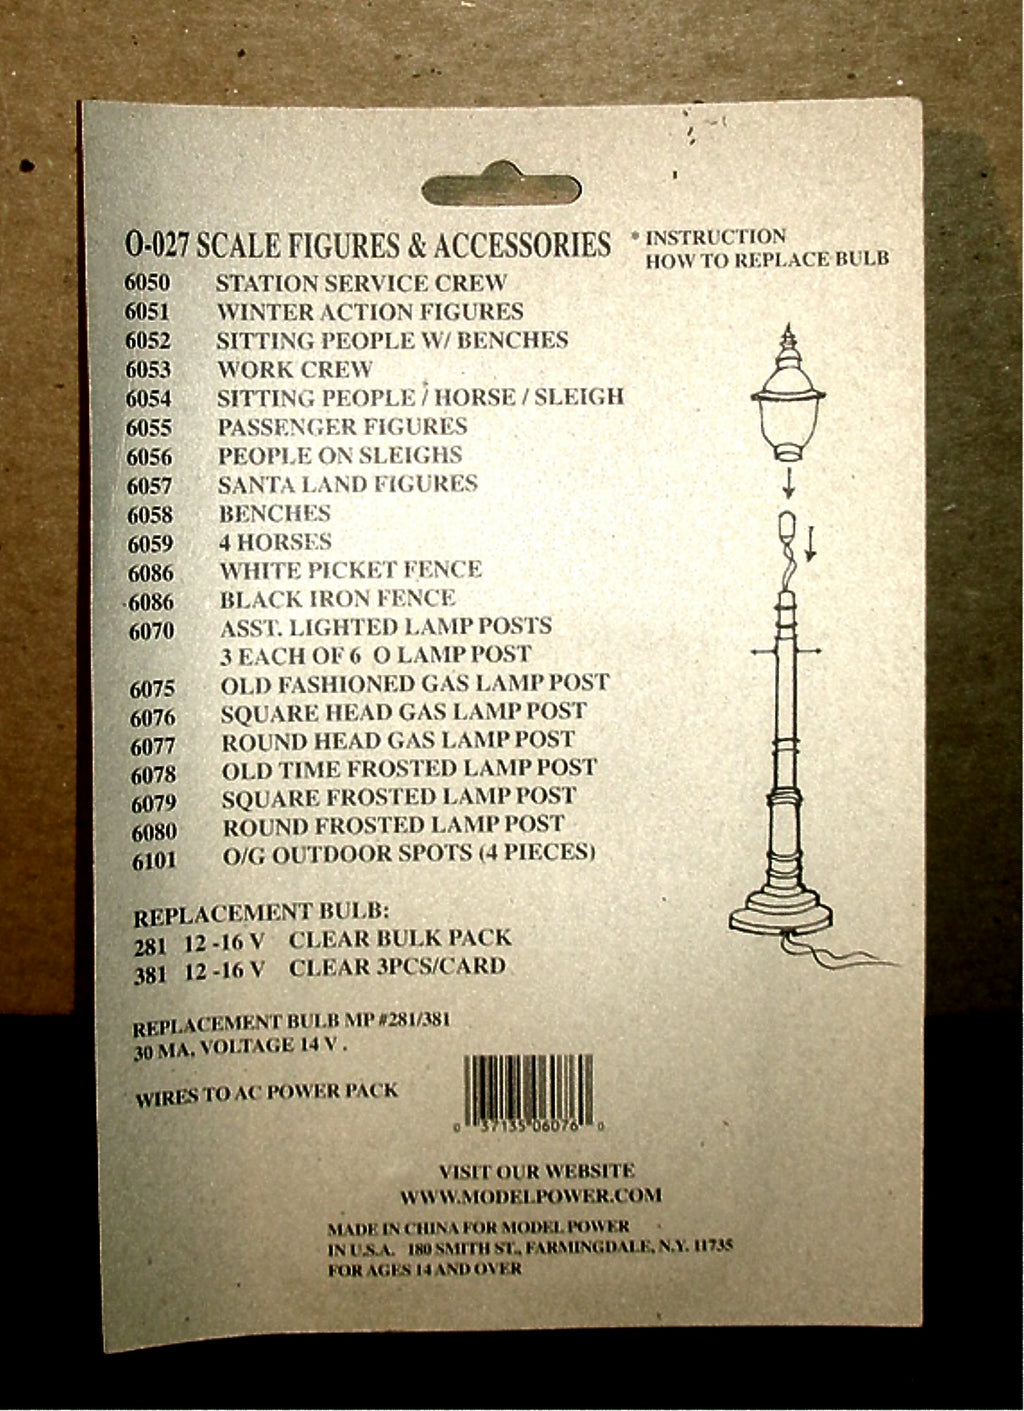 O-027 SCALE FIGURES & ACCESSORIES
* INSTRUCTION
HOW TO REPLACE BULB
6050 STATION SERVICE CREW
6051 WINTER ACTION FIGURES
6052 SITTING PEOPLE W/ BENCHES
6053 WORK CREW
6054 SITTING PEOPLE / HORSE / SLEIGH
6055 PASSENGER FIGURES
6056 PEOPLE ON SLEIGHS
6057 SANTA LAND FIGURES
6058 BENCHES
6059 4 HORSES
6086 WHITE PICKET FENCE
6086 BLACK IRON FENCE
6070 ASST. LIGHTED LAMP POSTS
3 EACH OF 6 O LAMP POST
6075 OLD FASHIONED GAS LAMP POST
6076 SQUARE HEAD GAS LAMP POST
6077 ROUND HEAD GAS LAMP POST
6078 OLD TIME FROSTED LAMP POST
6079 SQUARE FROSTED LAMP POST
6080 ROUND FROSTED LAMP POST
6101 O/G OUTDOOR SPOTS (4 PIECES)
REPLACEMENT BULB:
281 12 -16 V CLEAR BULK PACK
381 12 -16 V CLEAR 3PCS/CARD
REPLACEMENT BULB MP #281/381
30 MA, VOLTAGE 14 V .
WIRES TO AC POWER PACK
0 37135 06076 0
VISIT OUR WEBSITE
WWW.MODELPOWER.COM
MADE IN CHINA FOR MODEL POWER
IN U.S.A. 180 SMITH ST., FARMINGDALE, N.Y. 11735
FOR AGES 14 AND OVER